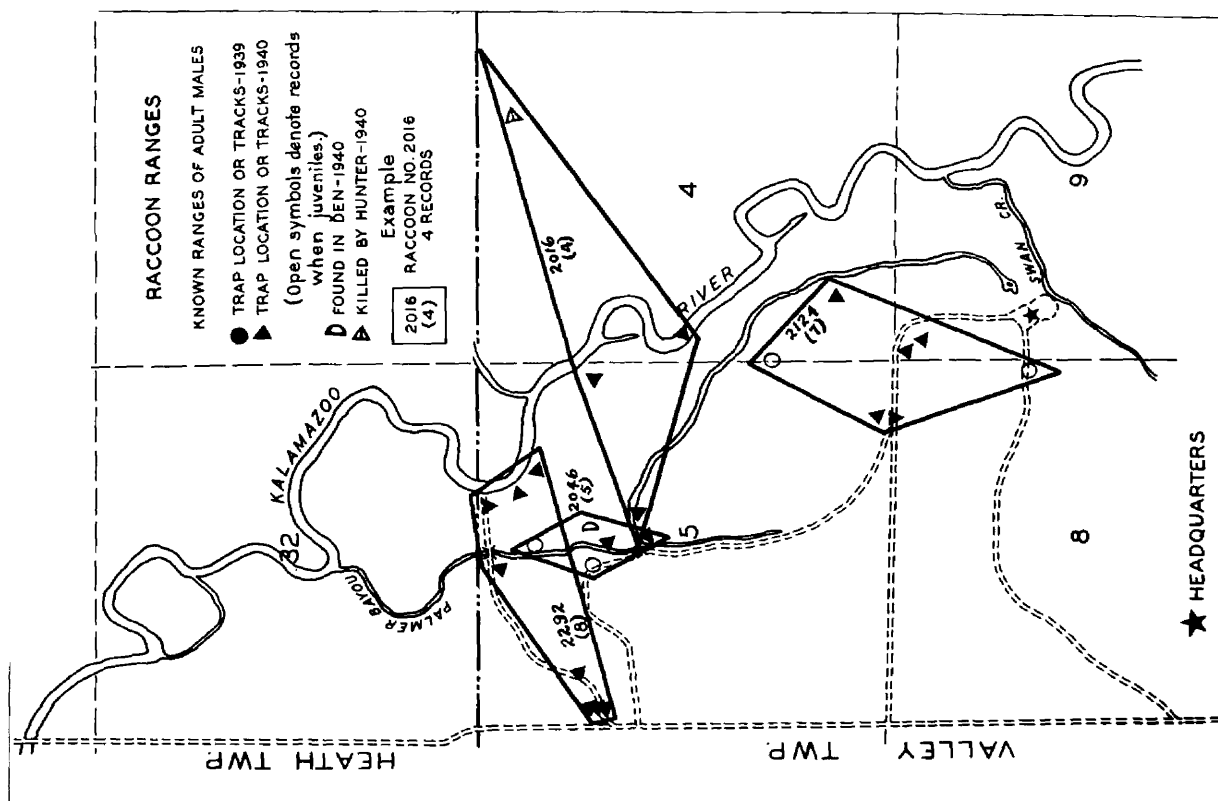 RACCOON RANGES
KNOWN RANGES OF ADULT MALES
TRAP LOCATION OR TRACKS-1939
TRAP LOCATION OR TRACKS-1940
(Open symbols denote records
when juveniles.)
D FOUND IN DEN-1940
KILLED BY HUNTER-1940
Example
2016
(4)
RACCOON NO. 2016
4 RECORDS
KALAMAZOO
RIVER
32
PALMER BAYOU
2016
(4)
4
2046
(5)
D
5
2292
(8)
2124
(7)
SWAN CR.
9
8
HEADQUARTERS
HEATH TWP.
VALLEY TWP.